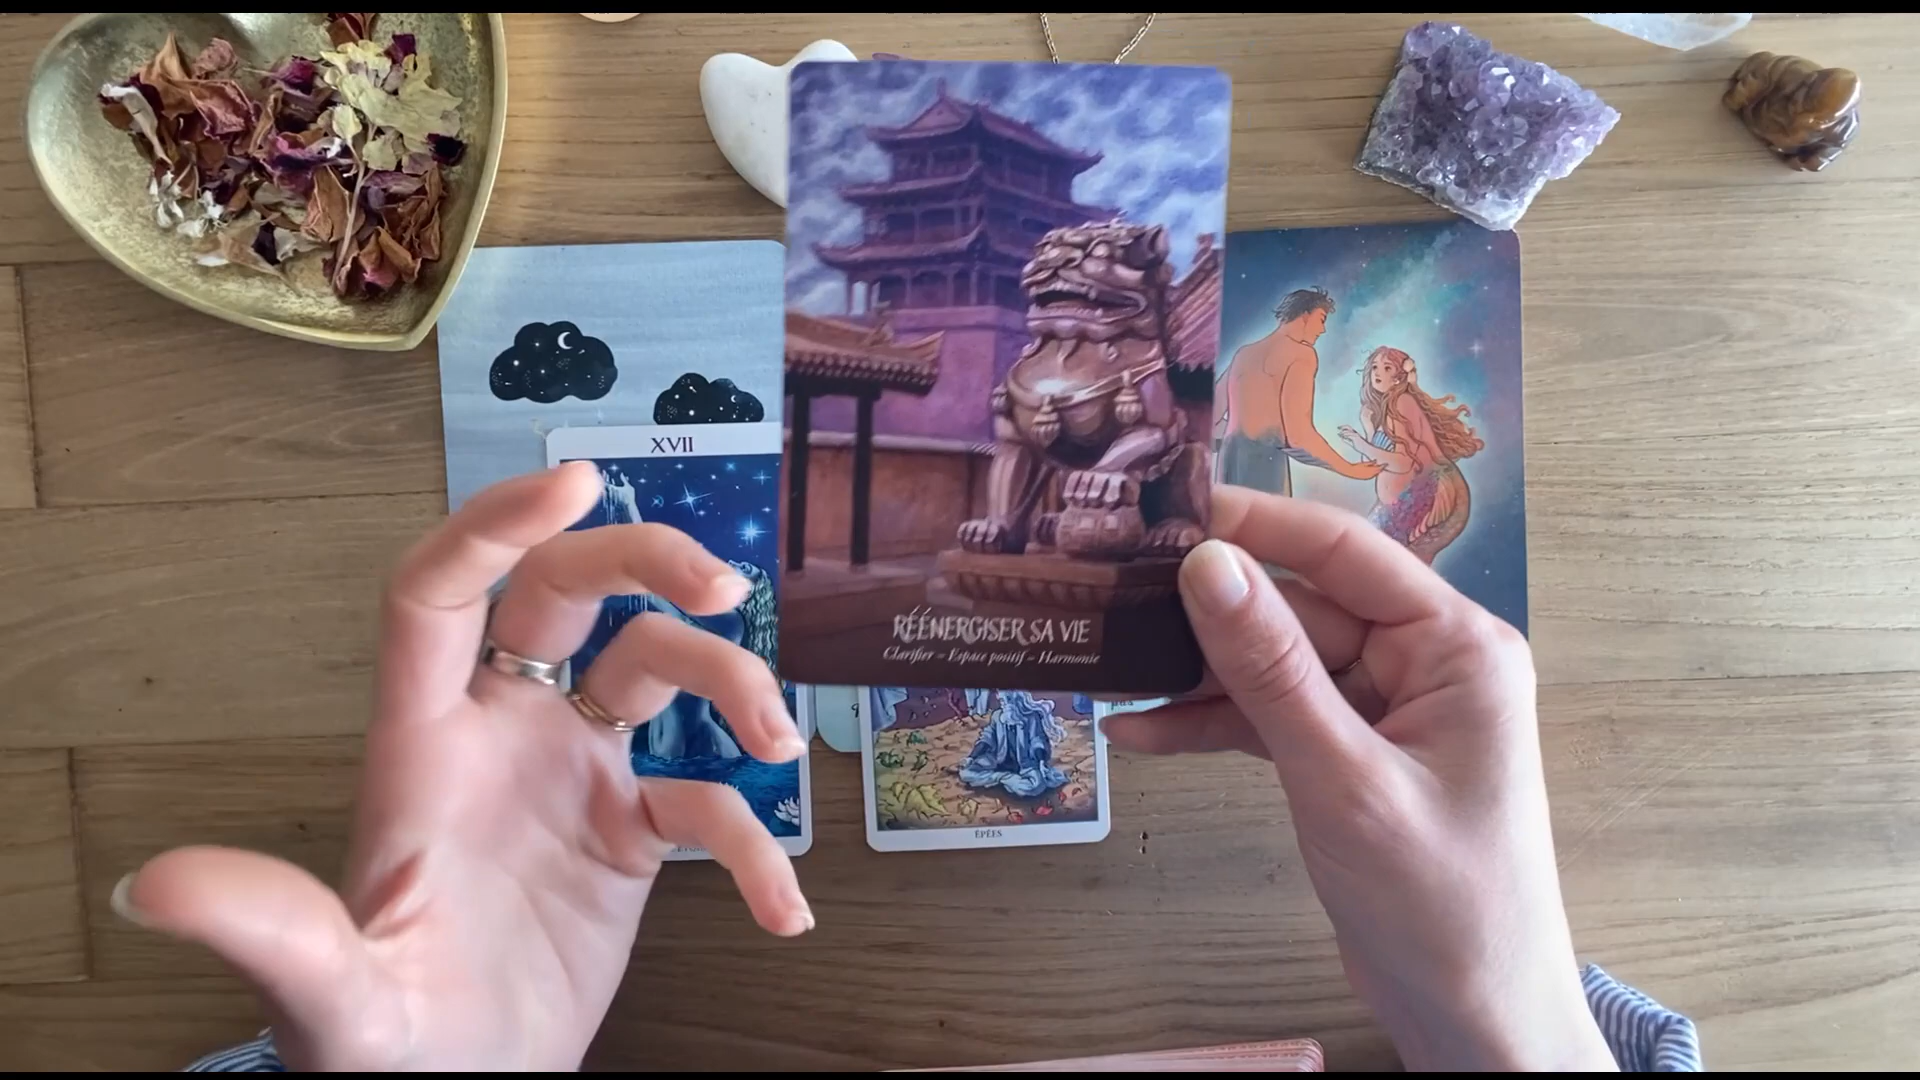 XVII
RÉÉNERGISER SA VIE
Clarifier – Espace positif – Harmonie
ÉPÉES